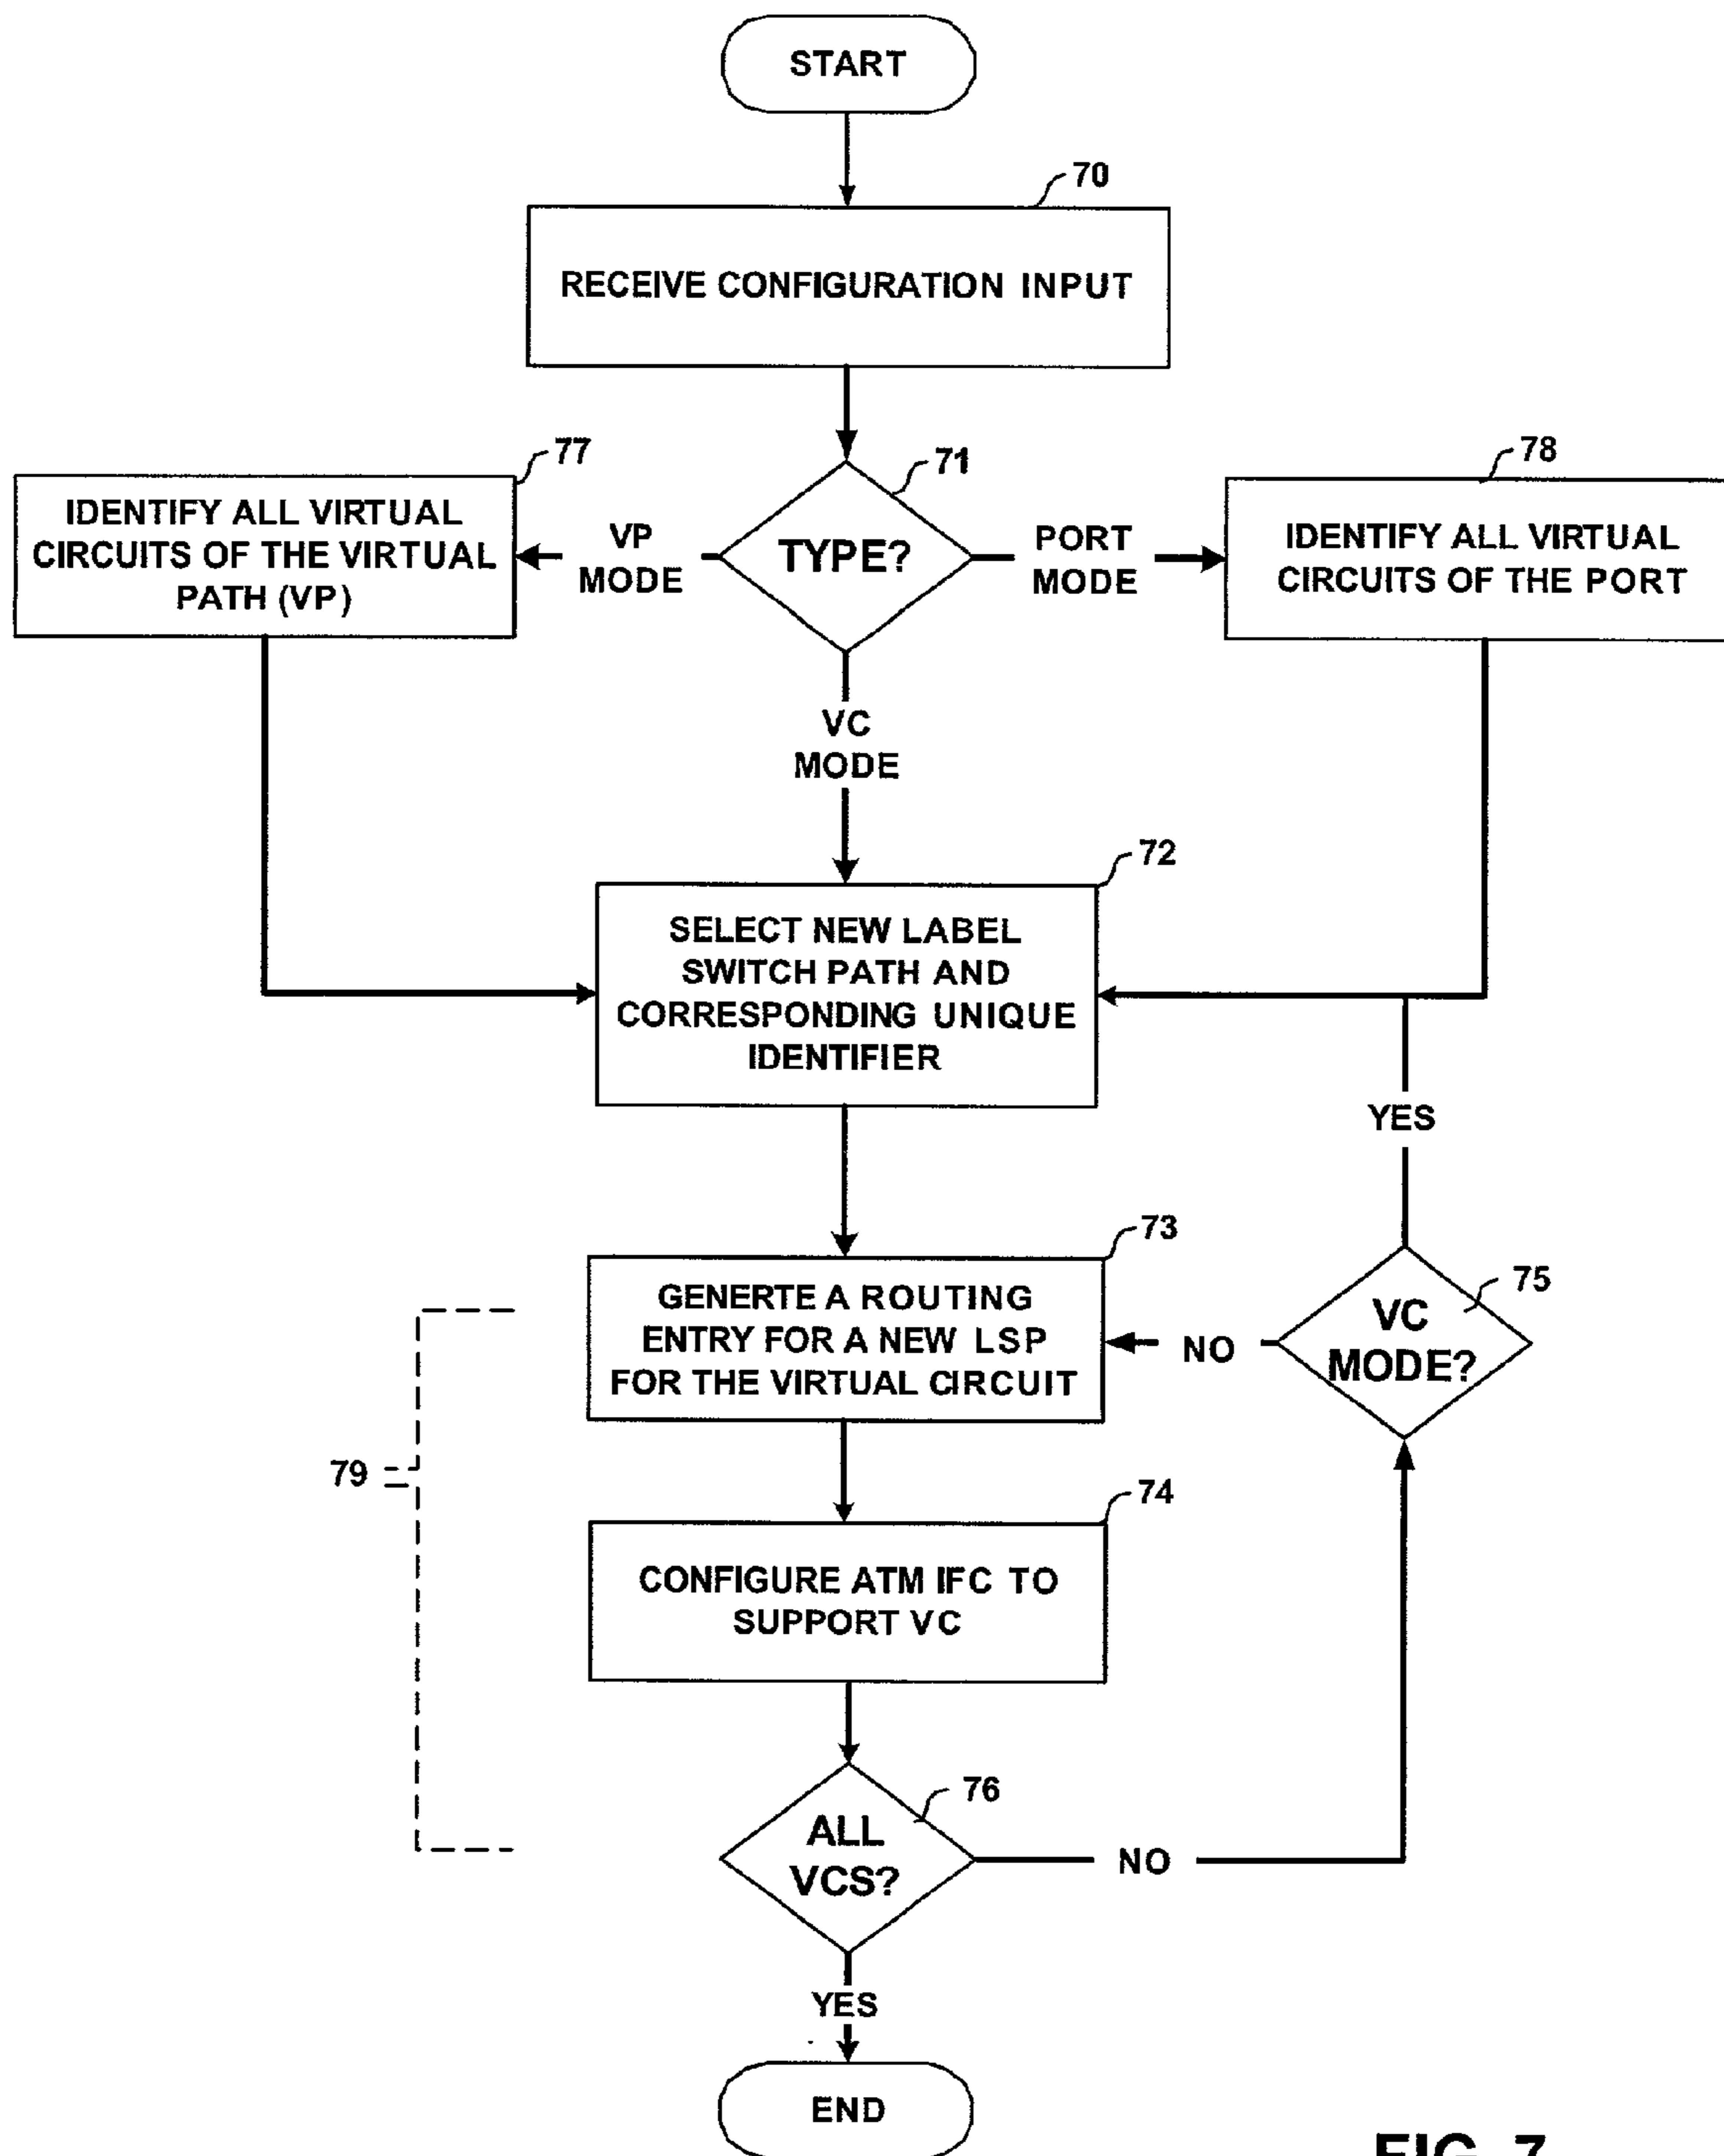 START
70
RECEIVE CONFIGURATION INPUT
77
71
78
IDENTIFY ALL VIRTUAL
CIRCUITS OF THE VIRTUAL
PATH (VP)
VP
MODE
TYPE?
PORT
MODE
IDENTIFY ALL VIRTUAL
CIRCUITS OF THE PORT
VC
MODE
72
SELECT NEW LABEL
SWITCH PATH AND
CORRESPONDING UNIQUE
IDENTIFIER
YES
73
GENERTE A ROUTING
ENTRY FOR A NEW LSP
FOR THE VIRTUAL CIRCUIT
NO
75
VC
MODE?
79
74
CONFIGURE ATM IFC TO
SUPPORT VC
76
ALL
VCS?
NO
YES
END
FIG. 7